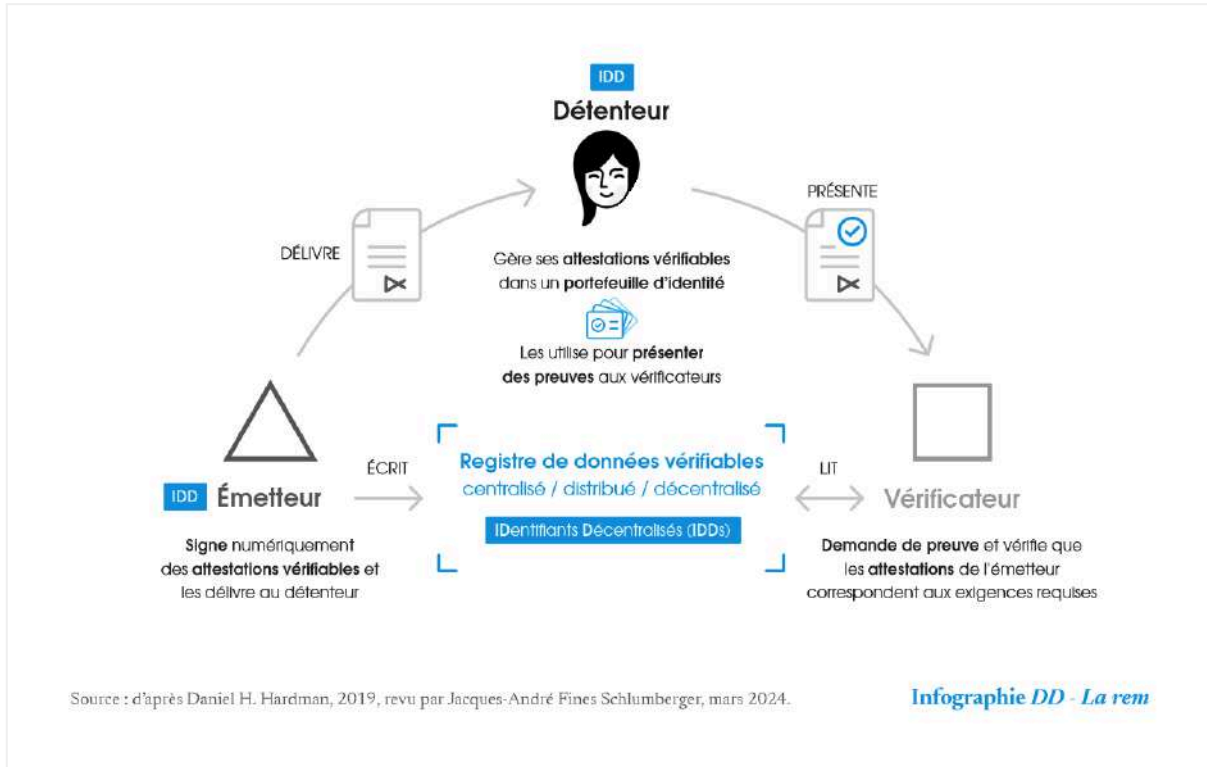 IDD
Détenteur
DÉLIVRE
PRÉSENTE
Gère ses attestations vérifiables
dans un portefeuille d'identité
Les utilise pour présenter
des preuves aux vérificateurs
ÉCRIT
Registre de données vérifiables
centralisé / distribué / décentralisé
IDentifiants Décentralisés (IDDs)
LIT
IDD Émetteur
Signe numériquement
des attestations vérifiables et
les délivre au détenteur
Vérificateur
Demande de preuve et vérifie que
les attestations de l'émetteur
correspondent aux exigences requises
Source : d'après Daniel H. Hardman, 2019, revu par Jacques-André Fines Schlumberger, mars 2024.
Infographie DD - La rem